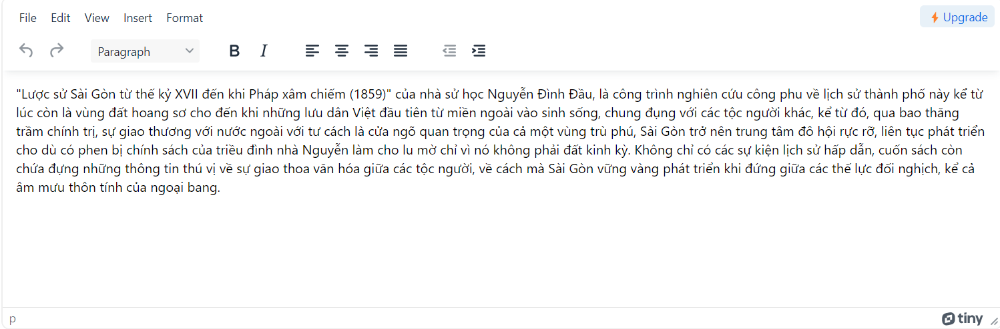 File Edit View Insert Format
Upgrade
Paragraph B I
"Lược sử Sài Gòn từ thế kỷ XVII đến khi Pháp xâm chiếm (1859)" của nhà sử học Nguyễn Đình Đầu, là công trình nghiên cứu công phu về lịch sử thành phố này kể từ
lúc còn là vùng đất hoang sơ cho đến khi những lưu dân Việt đầu tiên từ miền ngoài vào sinh sống, chung đụng với các tộc người khác, kể từ đó, qua bao thăng
trầm chính trị, sự giao thương với nước ngoài với tư cách là cửa ngõ quan trọng của cả một vùng trù phú, Sài Gòn trở nên trung tâm đô hội rực rỡ, liên tục phát triển
cho dù có phen bị chính sách của triều đình nhà Nguyễn làm cho lu mờ chỉ vì nó không phải đất kinh kỳ. Không chỉ có các sự kiện lịch sử hấp dẫn, cuốn sách còn
chứa đựng những thông tin thú vị về sự giao thoa văn hóa giữa các tộc người, về cách mà Sài Gòn vững vàng phát triển khi đứng giữa các thế lực đối nghịch, kể cả
âm mưu thôn tính của ngoại bang.
p
tiny